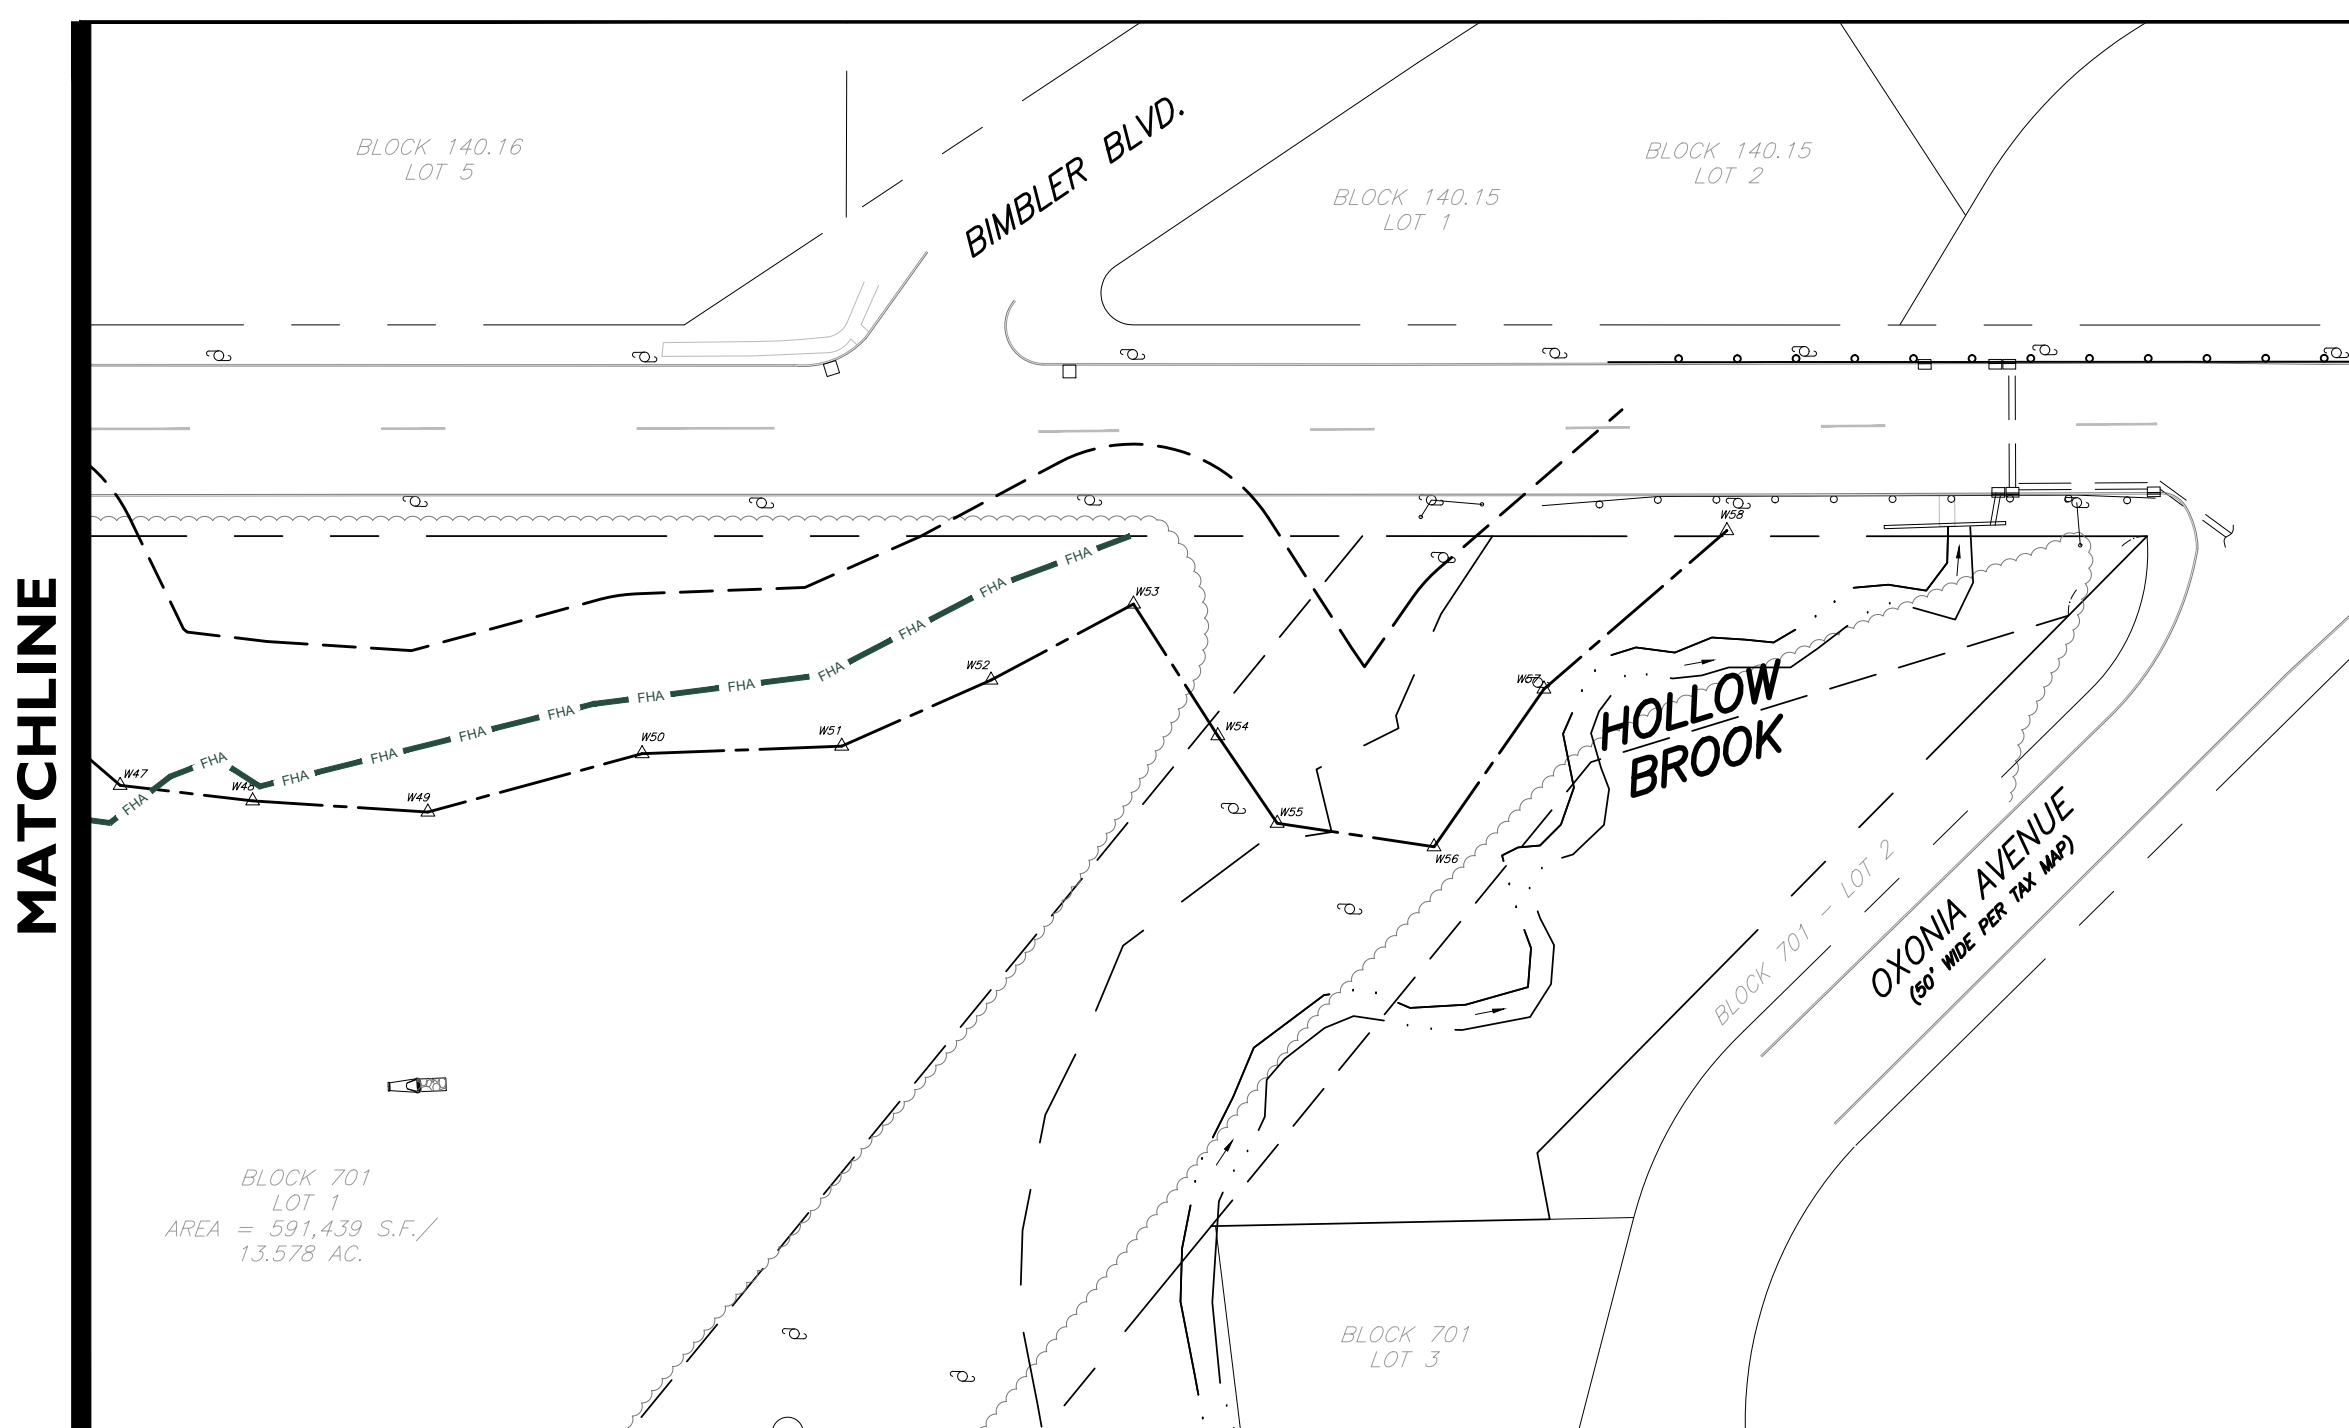 BLOCK 140.16
LOT 5
BIMBLER BLVD.
BLOCK 140.15
LOT 1
BLOCK 140.15
LOT 2
MATCHLINE
W47
W48
W49
W50
W51
W52
W53
W54
W55
W56
W57
W58
FHA
FHA
FHA
FHA
FHA
FHA
FHA
FHA
FHA
FHA
FHA
FHA
FHA
HOLLOW
BROOK
OXONIA AVENUE
(50' WIDE PER TAX MAP)
BLOCK 701 - LOT 2
BLOCK 701
LOT 1
AREA = 591,439 S.F./
13.578 AC.
BLOCK 701
LOT 3